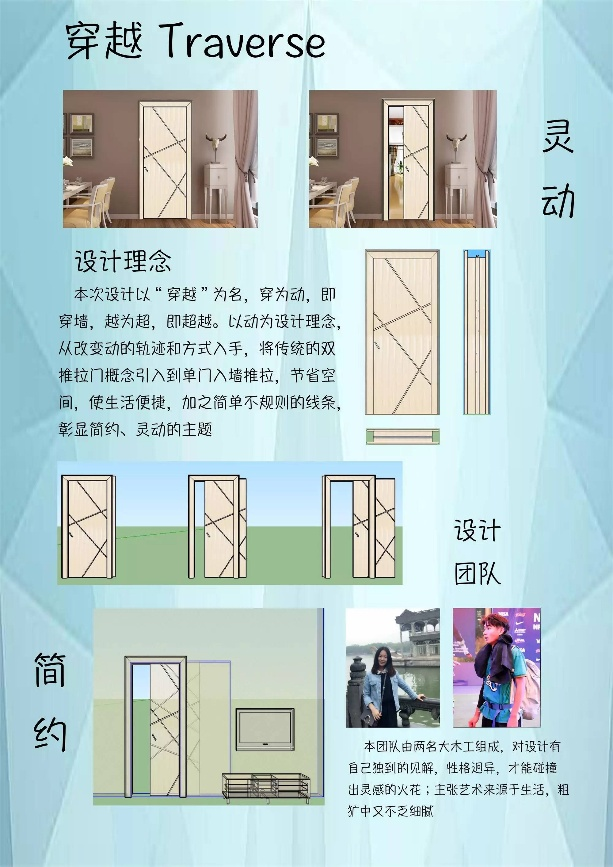 穿越 Traverse
灵
动
设计理念
本次设计以“穿越”为名，穿为动，即
穿墙，越为超，即超越。以动为设计理念，
从改变动的轨迹和方式入手，将传统的双
推拉门概念引入到单门入墙推拉，节省空
间，使生活便捷，加之简单不规则的线条，
彰显简约、灵动的主题
设计
团队
简
约
本团队由两名大木工组成，对设计有
自己独到的见解，性格迥异，才能碰撞
出灵感的火花；主张艺术来源于生活，粗
犷中又不乏细腻